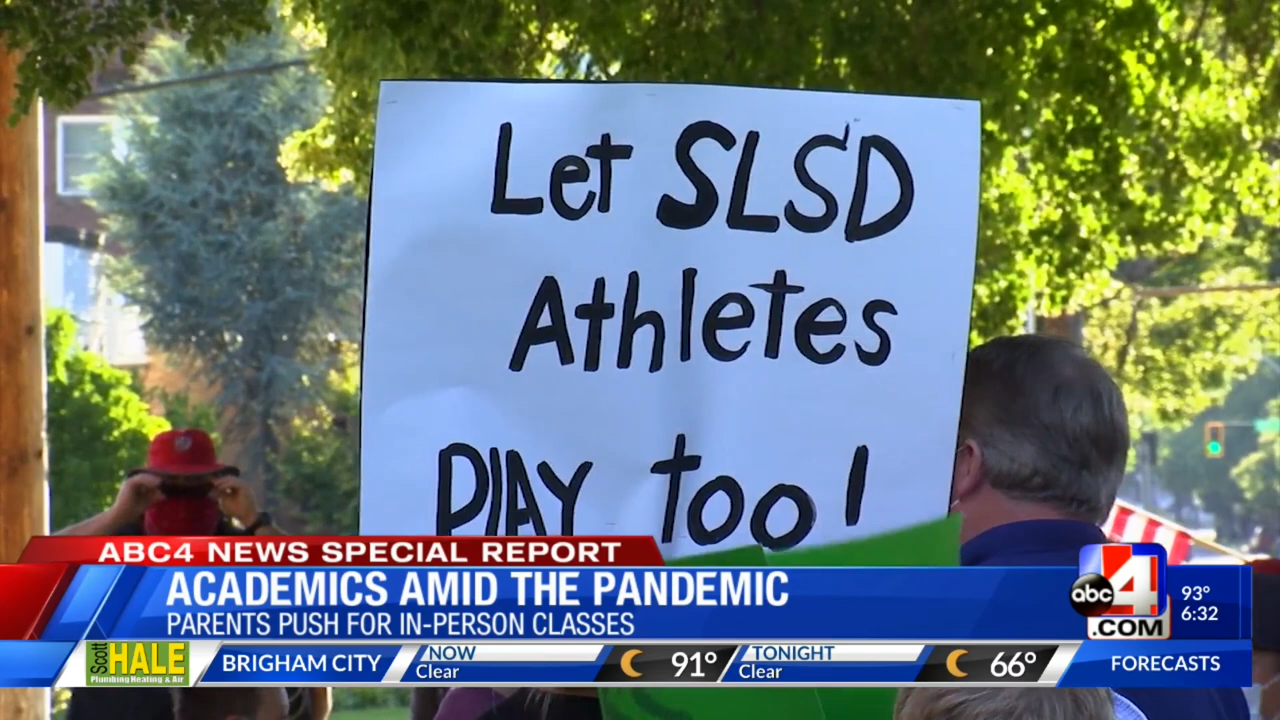 Let SLSD
Athletes
PLAY too!
ABC4 NEWS SPECIAL REPORT
ACADEMICS AMID THE PANDEMIC
PARENTS PUSH FOR IN-PERSON CLASSES
abc 4
.COM
93°
6:32
Scott HALE
Plumbing Heating & Air
BRIGHAM CITY
NOW
Clear
91°
TONIGHT
Clear
66°
FORECASTS